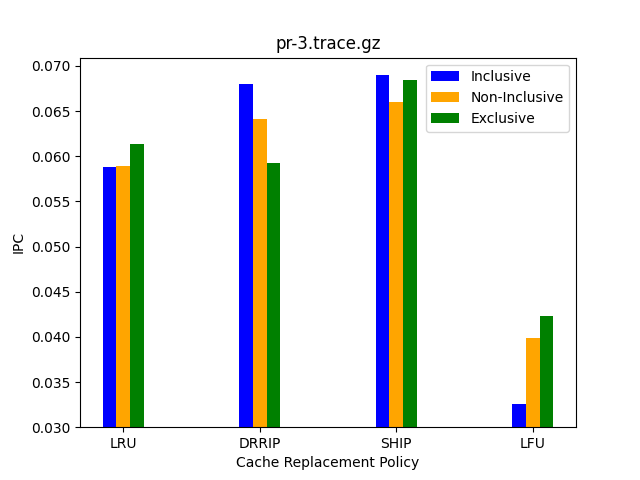 pr-3.trace.gz
0.070
0.065
0.060
0.055
0.050
0.045
0.040
0.035
0.030
IPC
Inclusive
Non-Inclusive
Exclusive
LRU DRRIP SHIP LFU
Cache Replacement Policy